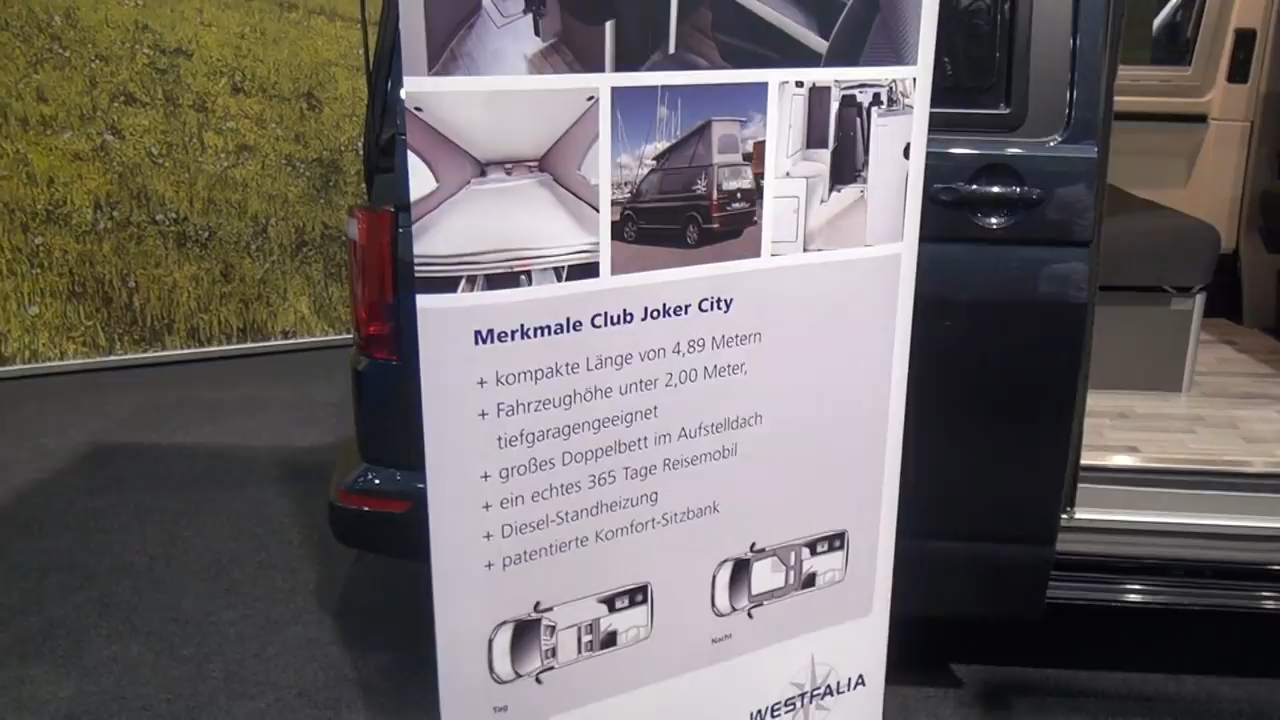 Merkmale Club Joker City
+ kompakte Länge von 4,89 Metern
+ Fahrzeughöhe unter 2,00 Meter,
tiefgaragengeeignet
+ großes Doppelbett im Aufstelldach
+ ein echtes 365 Tage Reisemobil
+ Diesel-Standheizung
+ patentierte Komfort-Sitzbank
Nacht
Tag
WESTFALIA